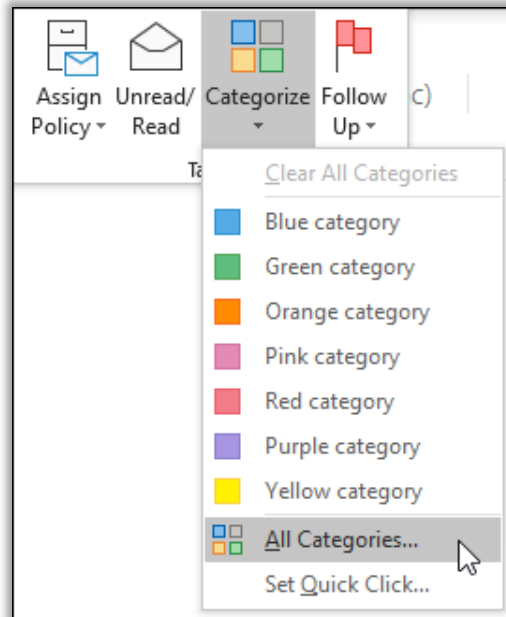 Assign Unread/ Categorize Follow c)
Policy Read Up
Ta
Clear All Categories
Blue category
Green category
Orange category
Pink category
Red category
Purple category
Yellow category
All Categories...
Set Quick Click...